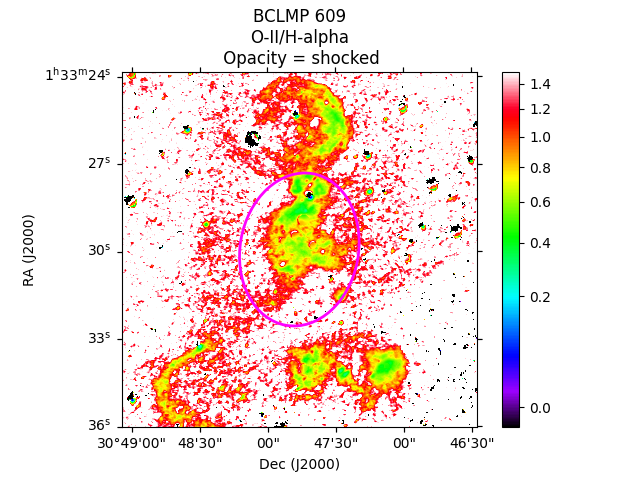 BCLMP 609
O-II/H-alpha
Opacity = shocked
1h33m24s
27s
30s
33s
36s
RA (J2000)
30°49'00" 48'30" 00" 47'30" 00" 46'30"
Dec (J2000)
1.4
1.2
1.0
0.8
0.6
0.4
0.2
0.0